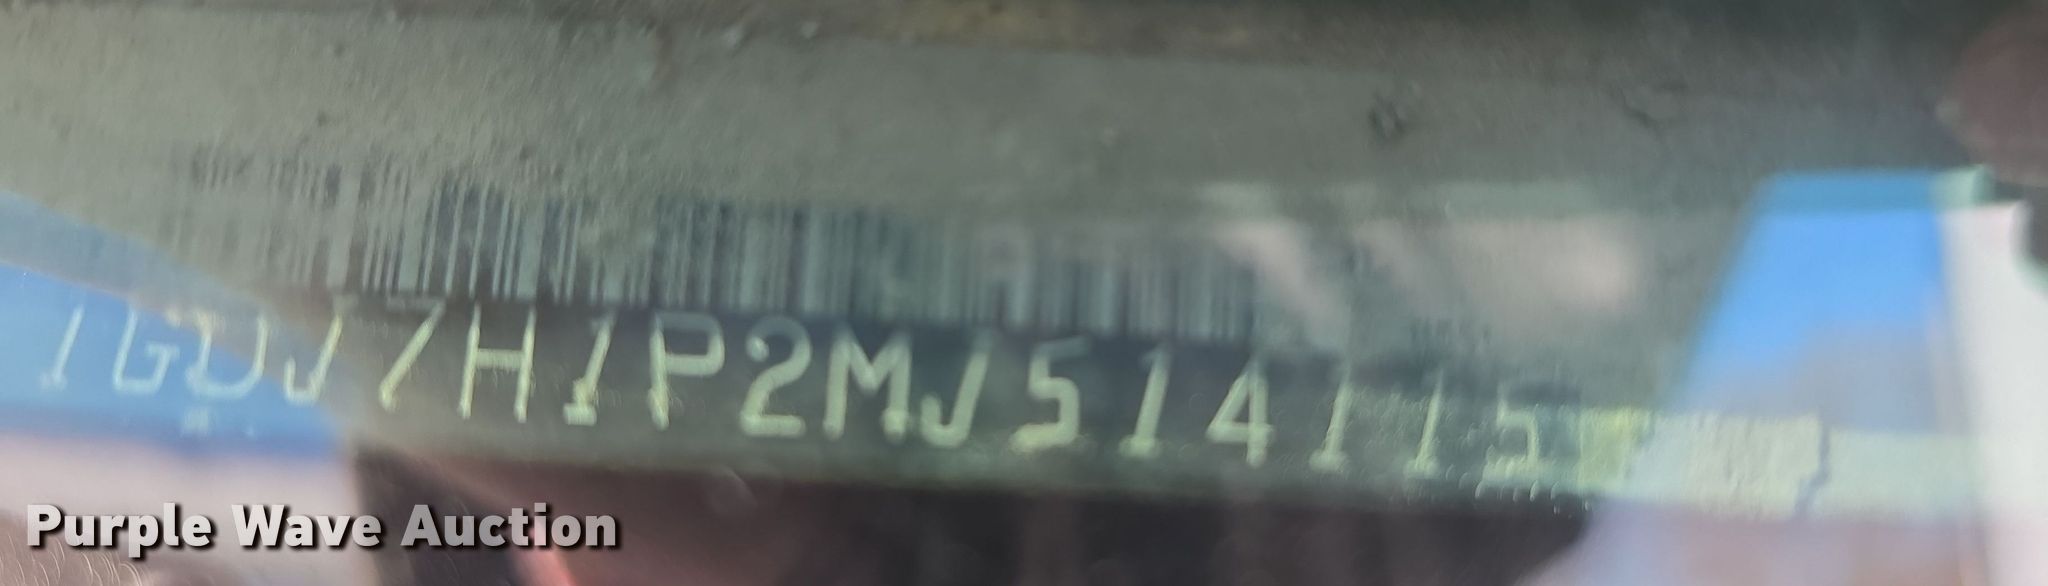 1GDJ7H1P2MJ514115
Purple Wave Auction